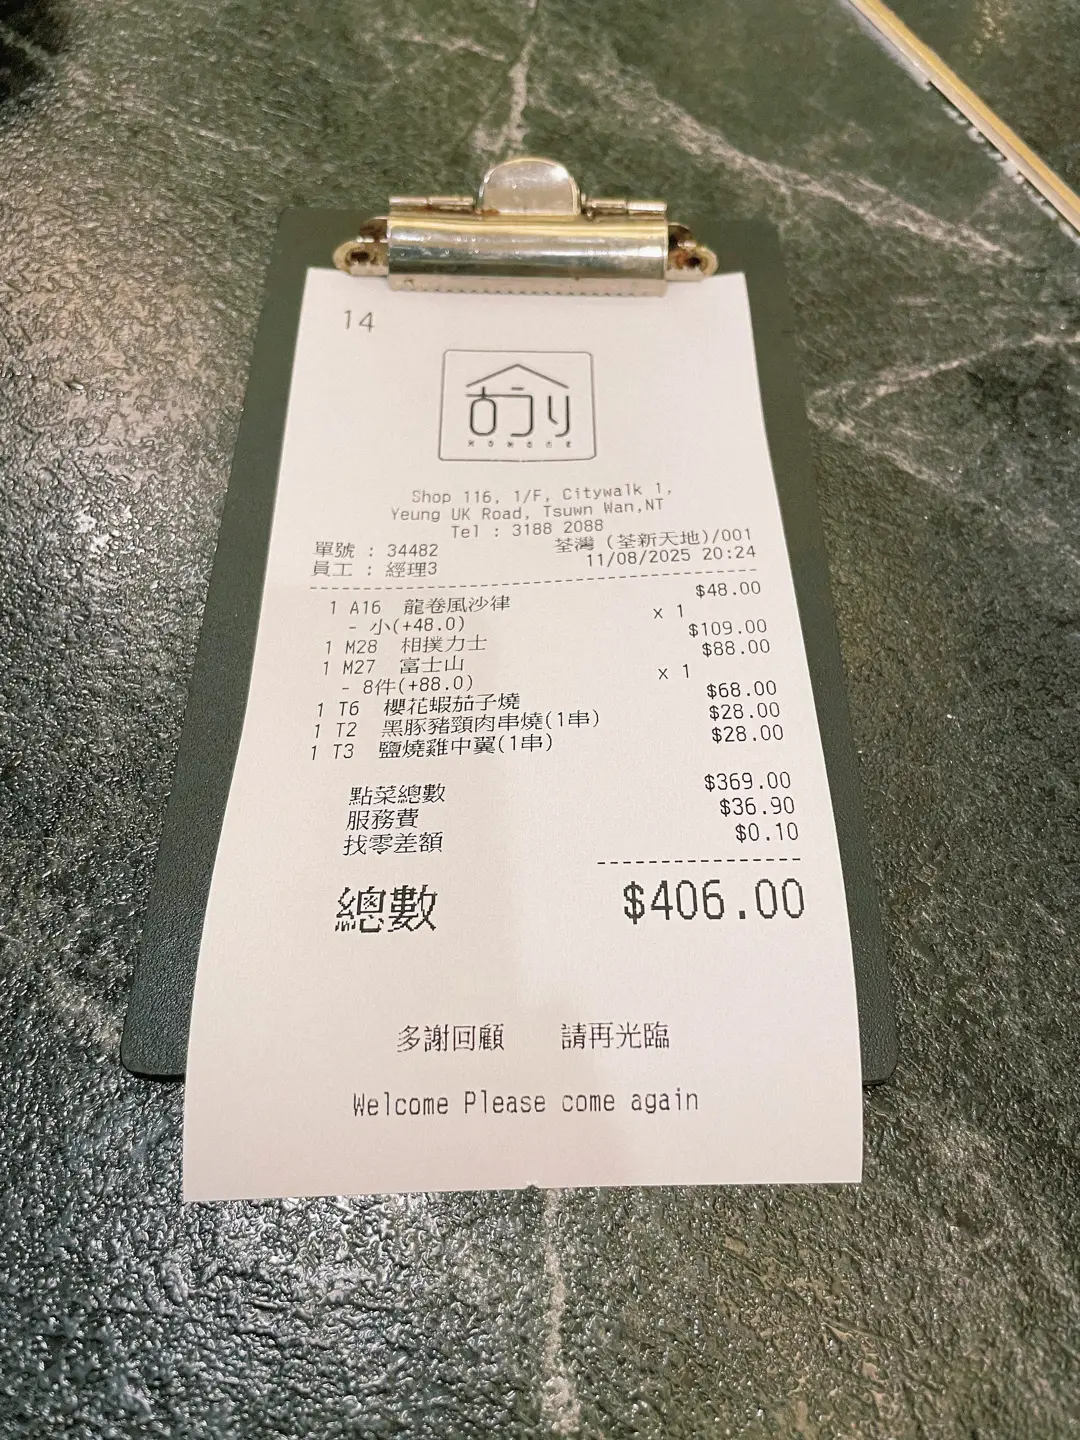 14
Shop 116, 1/F, Citywalk 1,
Yeung UK Road, Tsuwn Wan,NT
Tel : 3188 2088
單號 : 34482 荃灣 (荃新天地)/001
員工 : 經理3 11/08/2025 20:24
1 A16 龍卷風沙律 $48.00
- 小(+48.0) x 1
1 M28 相撲力士 $109.00
1 M27 富士山 $88.00
- 8件(+88.0) x 1
1 T6 櫻花蝦茄子燒 $68.00
1 T2 黑豚豬頸肉串燒(1串) $28.00
1 T3 鹽燒雞中翼(1串) $28.00
點菜總數 $369.00
服務費 $36.90
找零差額 $0.10
總數 $406.00
多謝回顧 請再光臨
Welcome Please come again